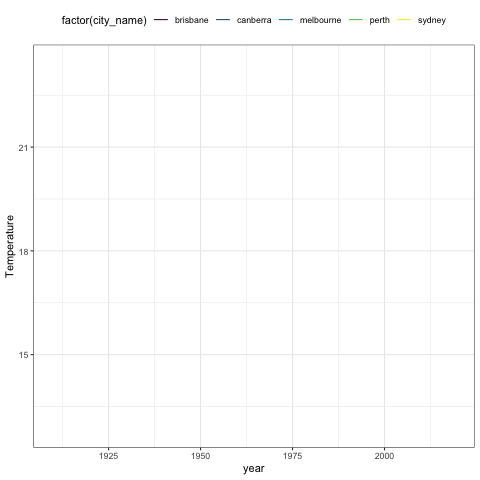 factor(city_name) brisbane canberra melbourne perth sydney
21
18
15
Temperature
1925 1950 1975 2000
year